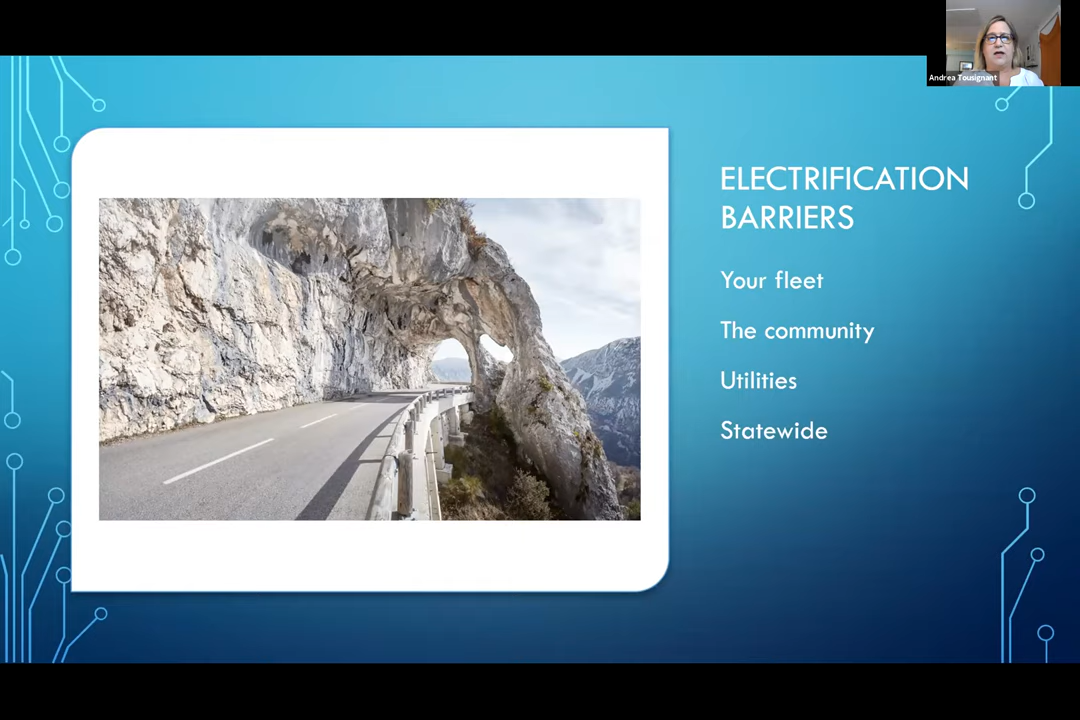 Andrea Tousignant
ELECTRIFICATION
BARRIERS
Your fleet
The community
Utilities
Statewide